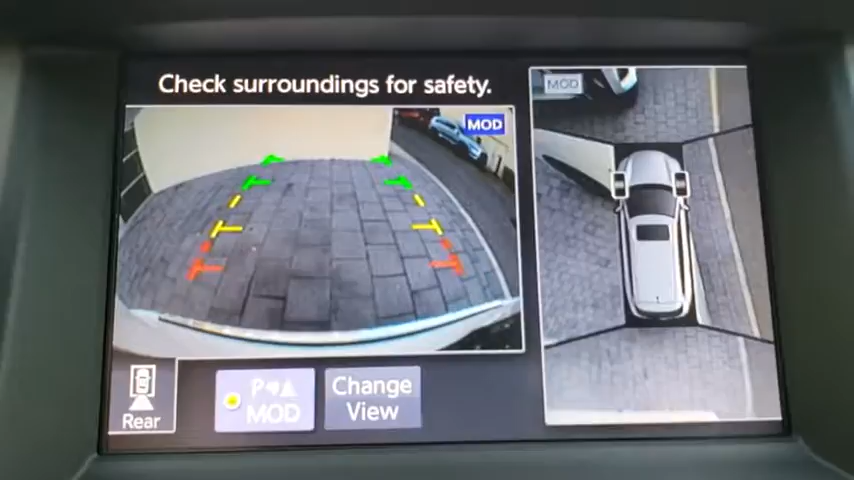 Check surroundings for safety.
MOD
MOD
Rear
P
MOD
Change
View